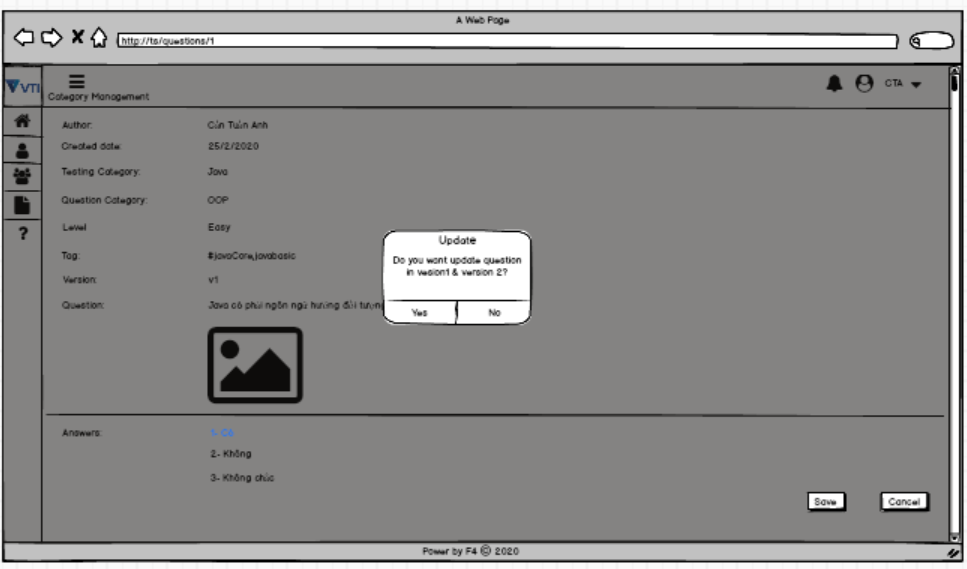 A Web Page
http://ts/questions/1
VTI
Category Management
CTA
Author: Cấn Tuấn Anh
Created date: 25/2/2020
Testing Category: Java
Question Category: OOP
Level Easy
Tag: #javaCore,javabasic
Version: v1
Question: Java có phải ngôn ngữ hướng đối tượng
Update
Do you want update question
in vesion1 & version 2?
Yes No
Answers: 1- Có
2- Không
3- Không chắc
Save Cancel
Power by F4 © 2020
?